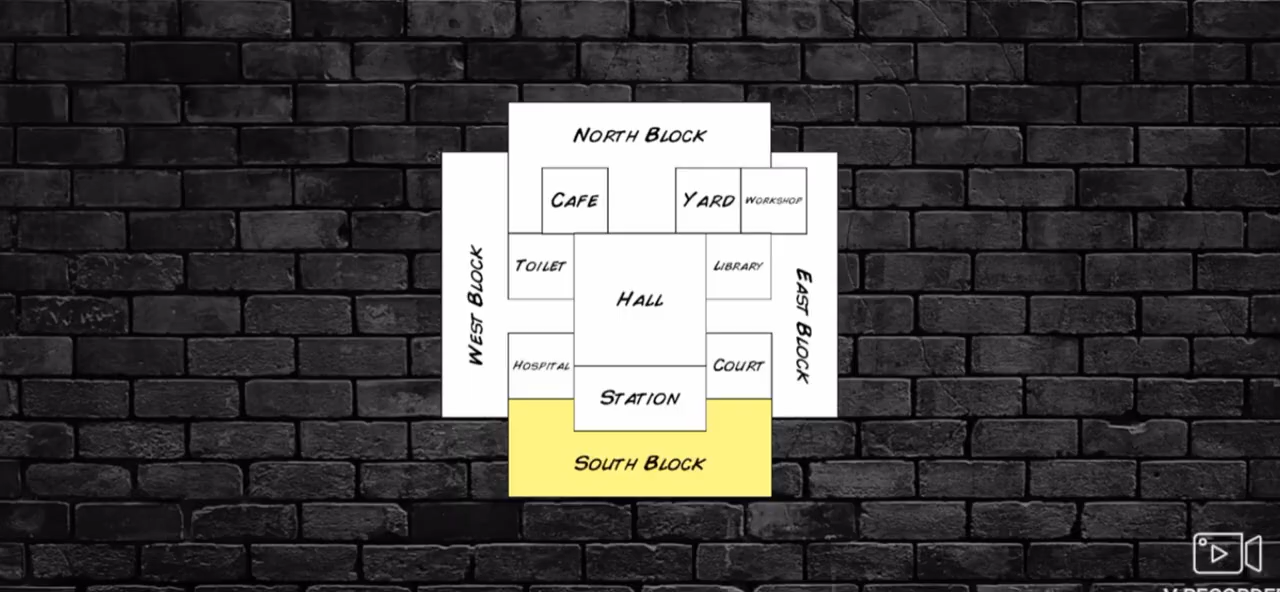 NORTH BLOCK
CAFE
YARD
WORKSHOP
TOILET
LIBRARY
HALL
WEST BLOCK
EAST BLOCK
HOSPITAL
COURT
STATION
SOUTH BLOCK